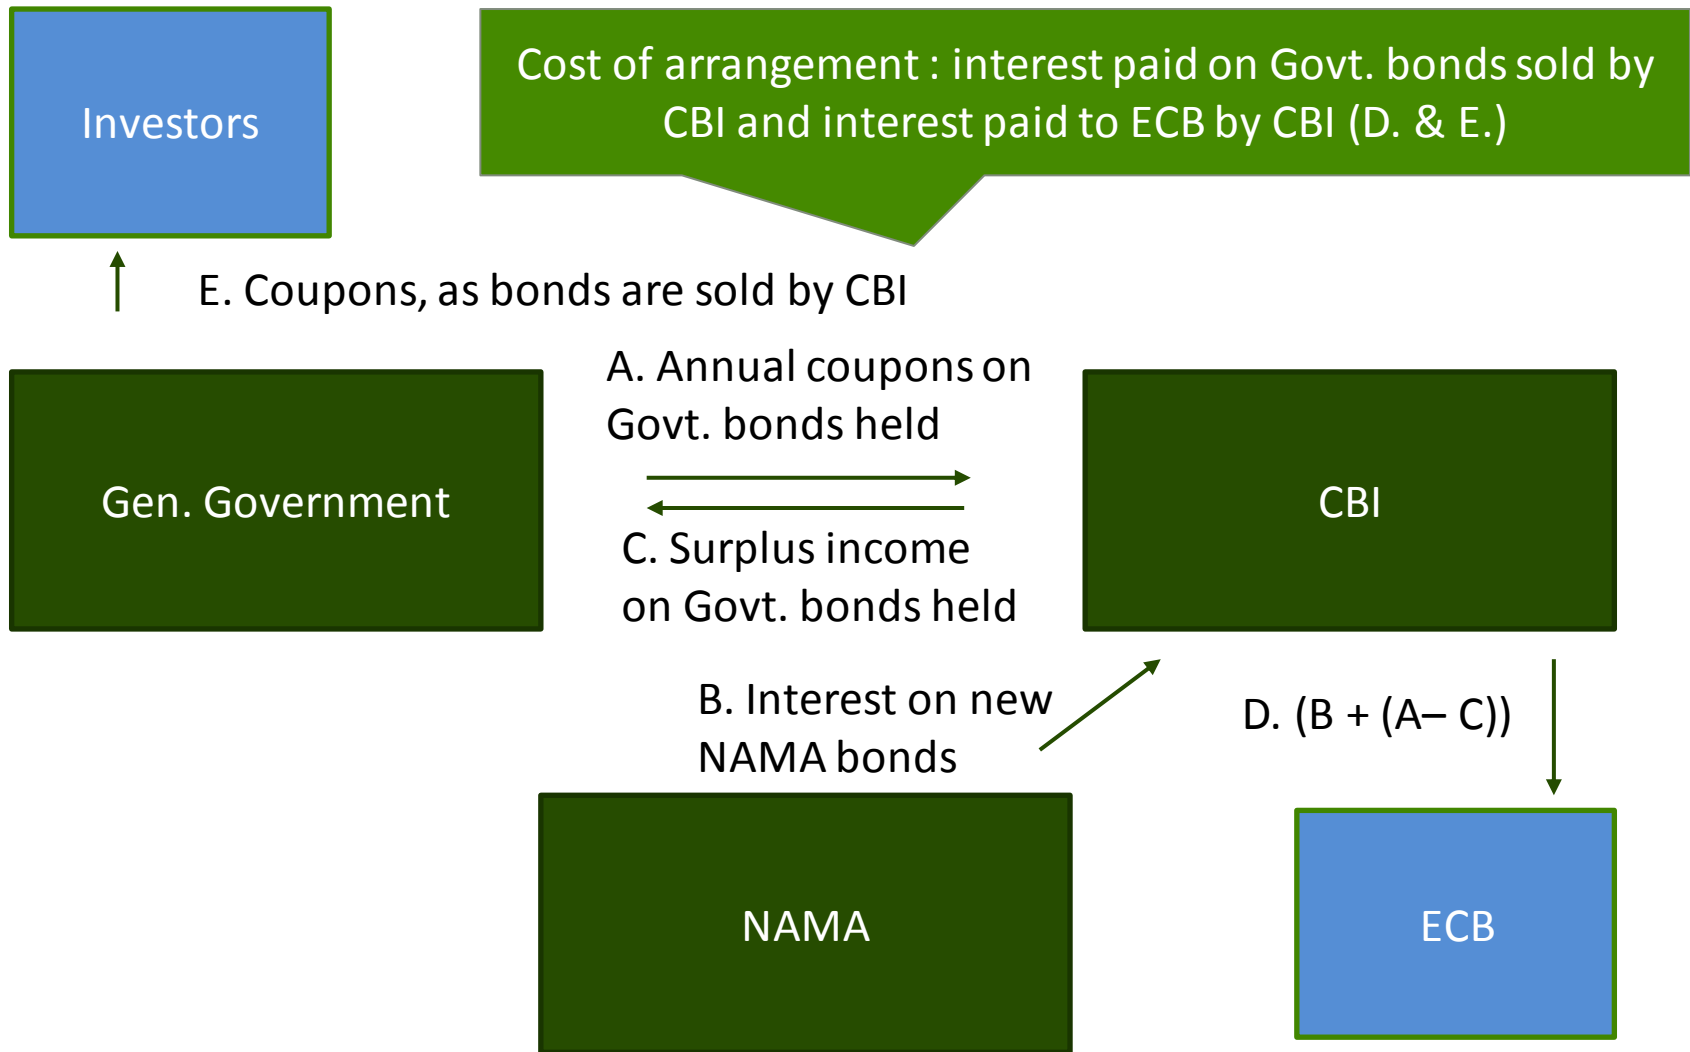 Investors
Cost of arrangement : interest paid on Govt. bonds sold by
CBI and interest paid to ECB by CBI (D. & E.)
E. Coupons, as bonds are sold by CBI
A. Annual coupons on
Govt. bonds held
Gen. Government
CBI
C. Surplus income
on Govt. bonds held
B. Interest on new
NAMA bonds
D. (B + (A– C))
NAMA
ECB